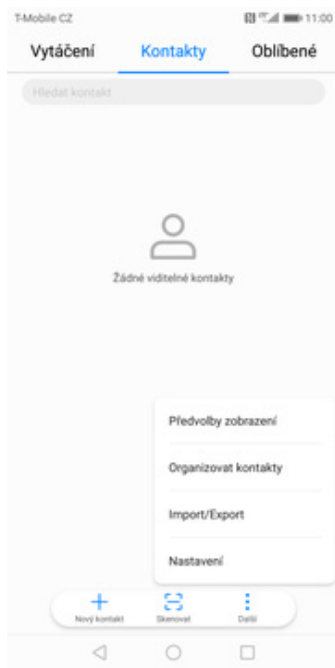 T-Mobile CZ 11:00
Vytáčení Kontakty Oblíbené
Hledat kontakt
Žádné viditelné kontakty
Předvolby zobrazení
Organizovat kontakty
Import/Export
Nastavení
Nový kontakt Skenovat Další